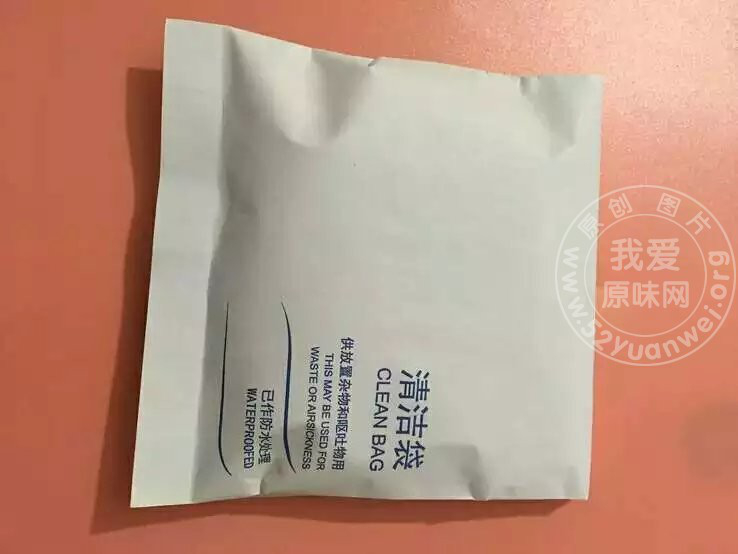 清洁袋
CLEAN BAG
供放置杂物和呕吐物用
THIS MAY BE USED FOR
WASTE OR AIRSICKNESS
已作防水处理
WATERPROOFED
原创图片
我爱
原味网
www.52yuanwei.org